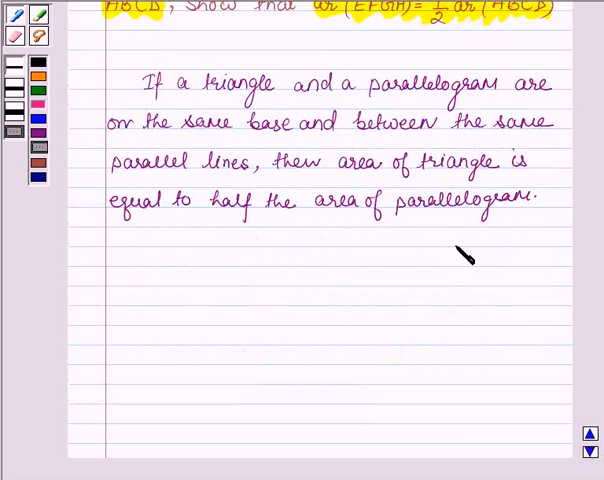 ABCD, Show that ar (EFGH) = 1/2 ar (ABCD)
If a triangle and a parallelogram are
on the same base and between the same
parallel lines, then area of triangle is
equal to half the area of parallelogram.